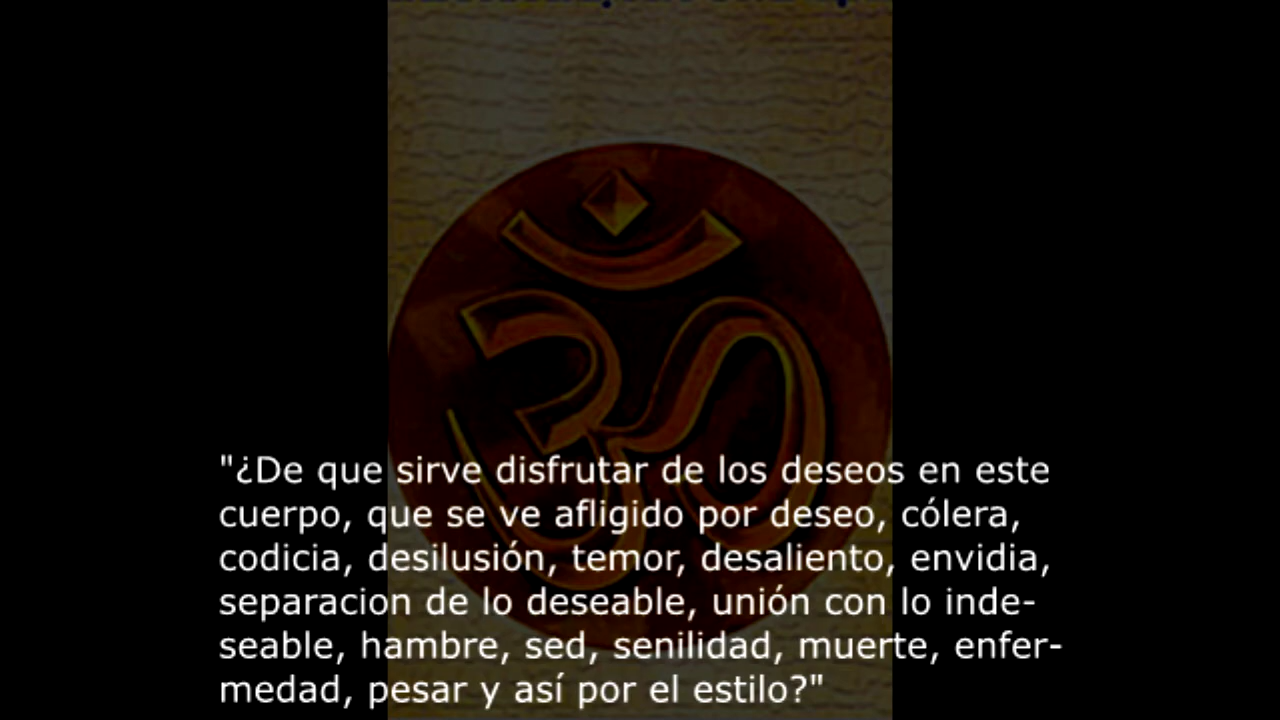 "¿De que sirve disfrutar de los deseos en este
cuerpo, que se ve afligido por deseo, cólera,
codicia, desilusión, temor, desaliento, envidia,
separacion de lo deseable, unión con lo inde-
seable, hambre, sed, senilidad, muerte, enfer-
medad, pesar y así por el estilo?"